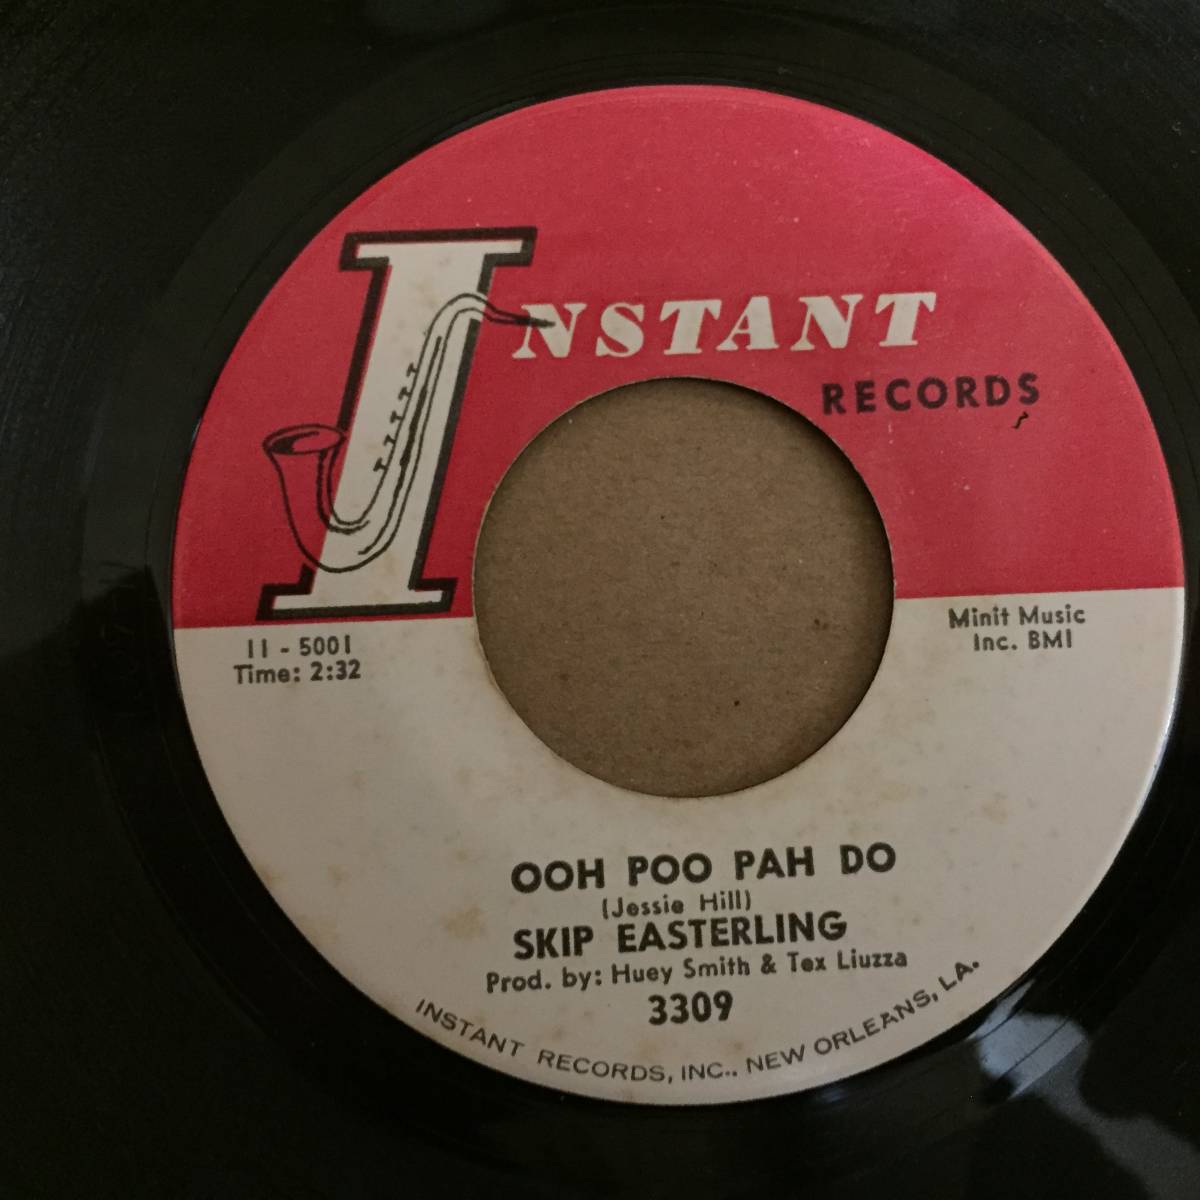 INSTANT
RECORDS
II - 5001
Time: 2:32
Minit Music
Inc. BMI
OOH POO PAH DO
(Jessie Hill)
SKIP EASTERLING
Prod. by: Huey Smith & Tex Liuzza
3309
INSTANT RECORDS, INC., NEW ORLEANS, LA.